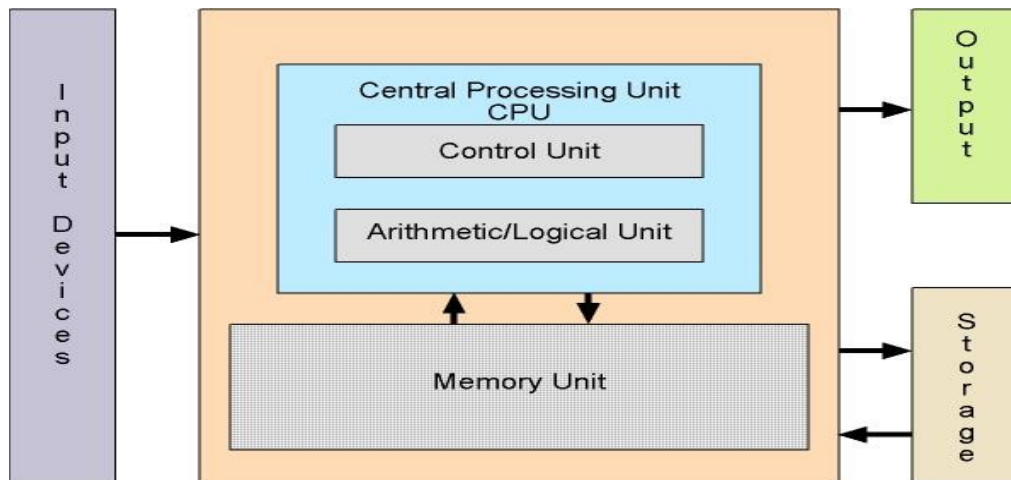 Input Devices
Central Processing Unit
CPU
Control Unit
Arithmetic/Logical Unit
Memory Unit
Output
Storage